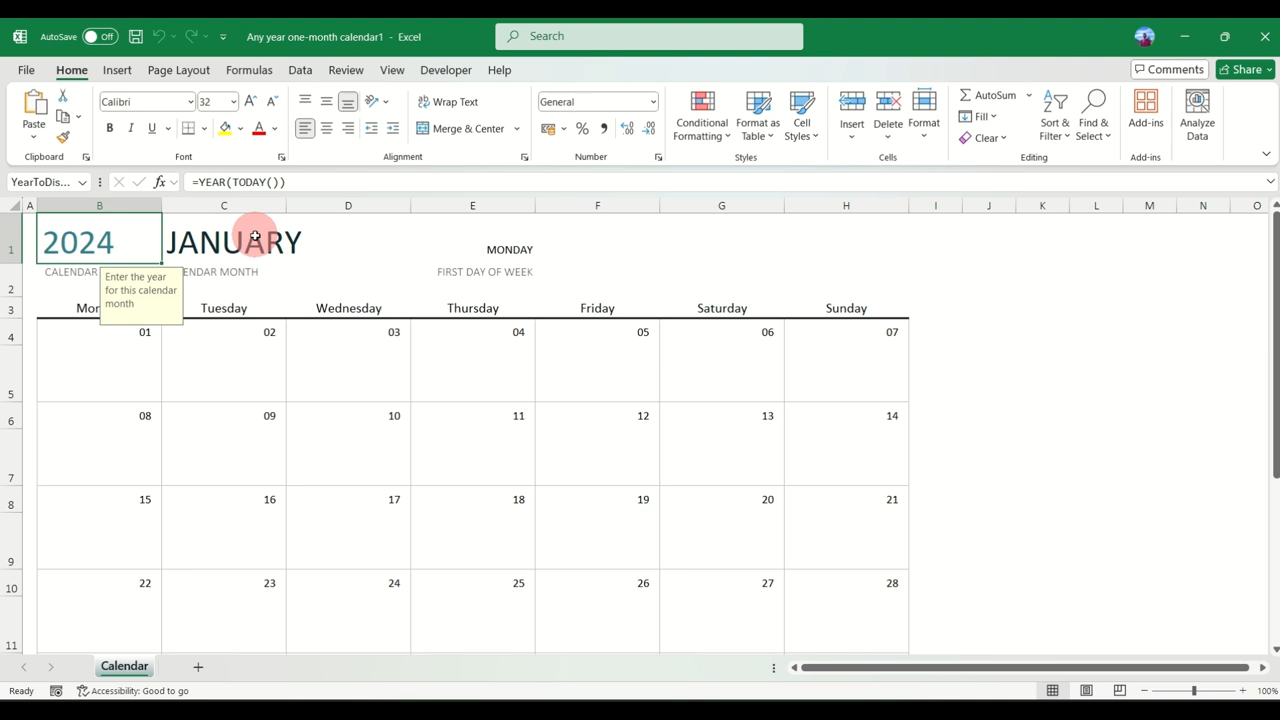 AutoSave Off Any year one-month calendar1 - Excel Search
File Home Insert Page Layout Formulas Data Review View Developer Help Comments Share
Paste
Calibri 32
B I U A
Wrap Text
Merge & Center
General
Conditional
Formatting
Format as
Table
Cell
Styles
Insert
Delete
Format
AutoSum
Fill
Clear
Sort &
Filter
Find &
Select
Add-ins
Analyze
Data
Clipboard Font Alignment Number Styles Cells Editing Add-ins
YearToDis... fx =YEAR(TODAY())
A B C D E F G H I J K L M N O
1 2024 JANUARY MONDAY
2 CALENDAR ENDAR MONTH FIRST DAY OF WEEK
Enter the year
for this calendar
month
3 Mon Tuesday Wednesday Thursday Friday Saturday Sunday
4 01 02 03 04 05 06 07
5
6 08 09 10 11 12 13 14
7
8 15 16 17 18 19 20 21
9
10 22 23 24 25 26 27 28
11
Calendar
Ready Accessibility: Good to go 100%